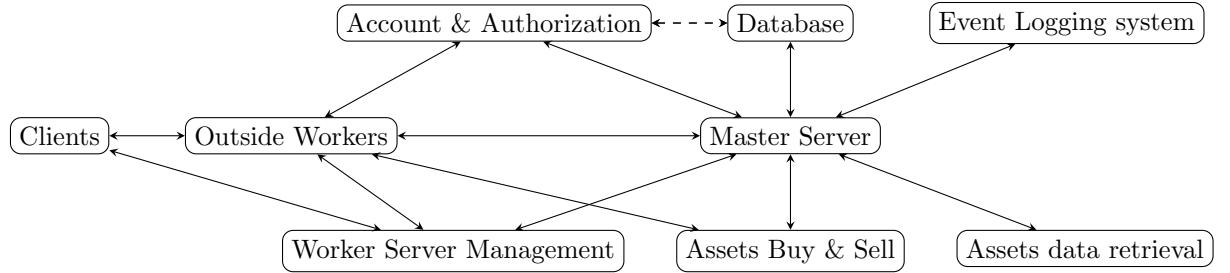 Account & Authorization
Database
Event Logging system
Clients
Outside Workers
Master Server
Worker Server Management
Assets Buy & Sell
Assets data retrieval